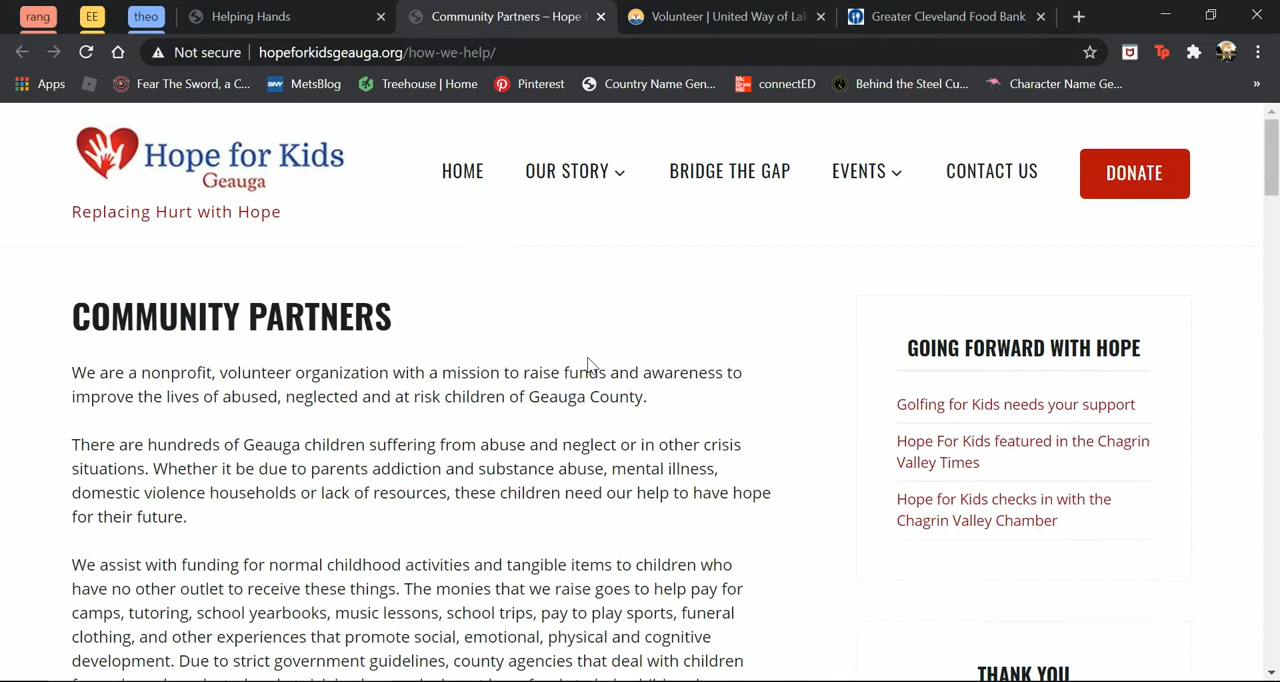 rang EE theo Helping Hands Community Partners – Hope Volunteer | United Way of La Greater Cleveland Food Bank
Not secure hopeforkidsgeauga.org/how-we-help/
Apps Fear The Sword, a C... MetsBlog Treehouse | Home Pinterest Country Name Gen... connectED Behind the Steel Cu... Character Name Ge... »
Hope for Kids
Geauga
Replacing Hurt with Hope
HOME OUR STORY BRIDGE THE GAP EVENTS CONTACT US DONATE
COMMUNITY PARTNERS
We are a nonprofit, volunteer organization with a mission to raise funds and awareness to
improve the lives of abused, neglected and at risk children of Geauga County.
There are hundreds of Geauga children suffering from abuse and neglect or in other crisis
situations. Whether it be due to parents addiction and substance abuse, mental illness,
domestic violence households or lack of resources, these children need our help to have hope
for their future.
We assist with funding for normal childhood activities and tangible items to children who
have no other outlet to receive these things. The monies that we raise goes to help pay for
camps, tutoring, school yearbooks, music lessons, school trips, pay to play sports, funeral
clothing, and other experiences that promote social, emotional, physical and cognitive
development. Due to strict government guidelines, county agencies that deal with children
GOING FORWARD WITH HOPE
Golfing for Kids needs your support
Hope For Kids featured in the Chagrin
Valley Times
Hope for Kids checks in with the
Chagrin Valley Chamber
THANK YOU